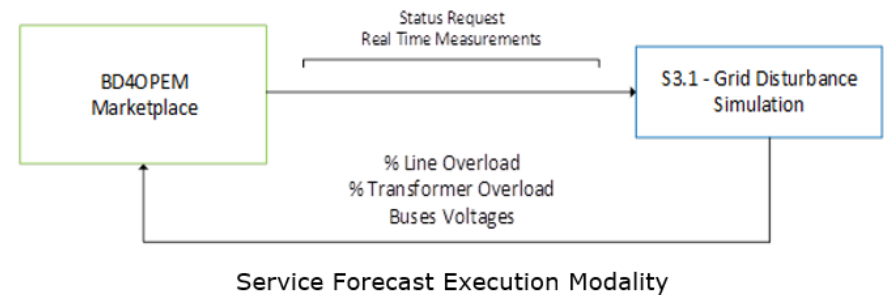 Status Request
Real Time Measurements
BD4OPEM
Marketplace
S3.1 - Grid Disturbance
Simulation
% Line Overload
% Transformer Overload
Buses Voltages
Service Forecast Execution Modality